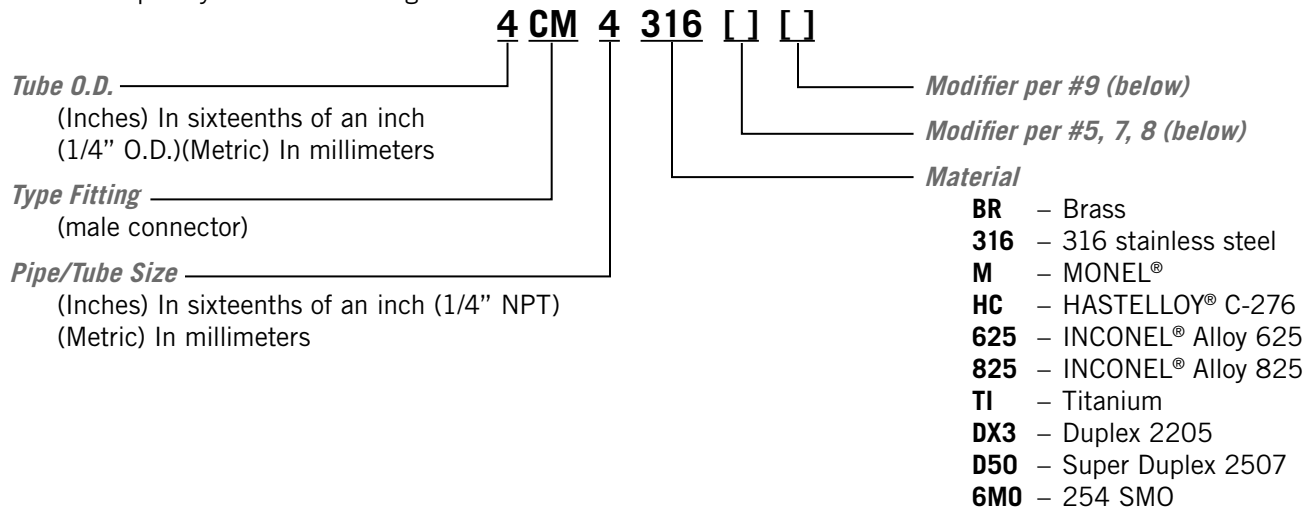 4 CM 4 316 [ ] [ ]
Tube O.D.
(Inches) In sixteenths of an inch
(1/4” O.D.)(Metric) In millimeters
Type Fitting
(male connector)
Pipe/Tube Size
(Inches) In sixteenths of an inch (1/4” NPT)
(Metric) In millimeters
Modifier per #9 (below)
Modifier per #5, 7, 8 (below)
Material
BR – Brass
316 – 316 stainless steel
M – MONEL®
HC – HASTELLOY® C-276
625 – INCONEL® Alloy 625
825 – INCONEL® Alloy 825
TI – Titanium
DX3 – Duplex 2205
D50 – Super Duplex 2507
6MO – 254 SMO